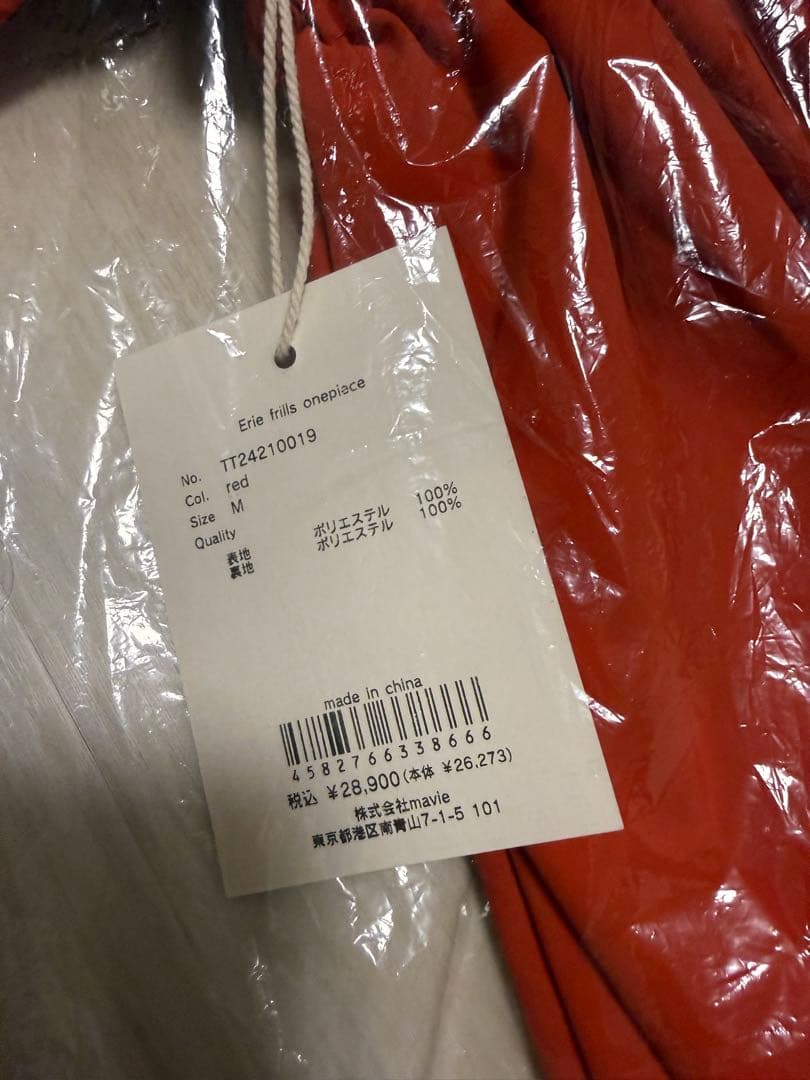 Erie frills onepiece
No. TT24210019
Col. red
Size M
Quality
表地 ポリエステル 100%
裏地 ポリエステル 100%
made in china
4582766338666
税込 ¥28,900(本体 ¥26,273)
株式会社mavie
東京都港区南青山7-1-5 101